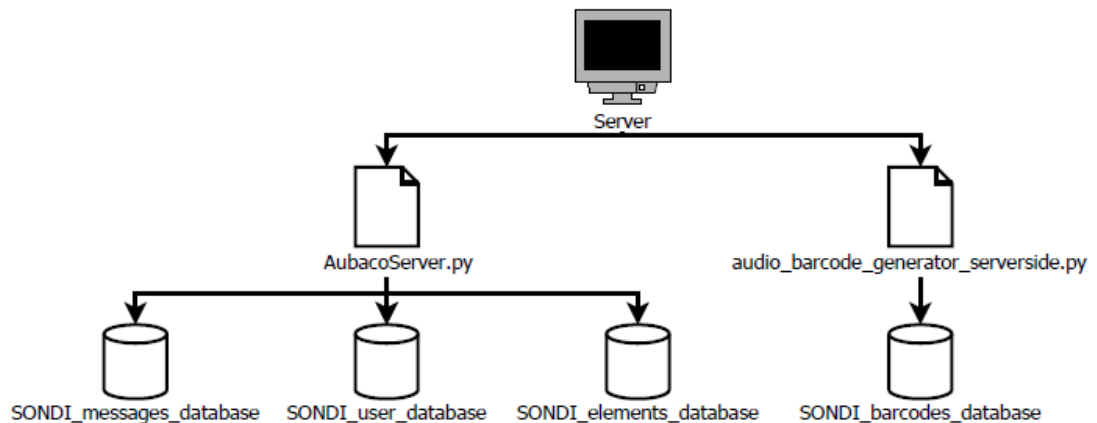 Server
AubacoServer.py
audio_barcode_generator_serverside.py
SONDI_messages_database
SONDI_user_database
SONDI_elements_database
SONDI_barcodes_database